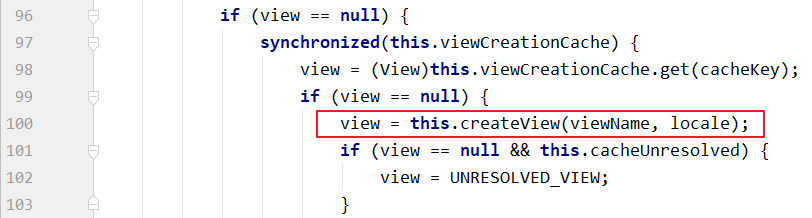 96 if (view == null) {
97 synchronized(this.viewCreationCache) {
98 view = (View)this.viewCreationCache.get(cacheKey);
99 if (view == null) {
100 view = this.createView(viewName, locale);
101 if (view == null && this.cacheUnresolved) {
102 view = UNRESOLVED_VIEW;
103 }